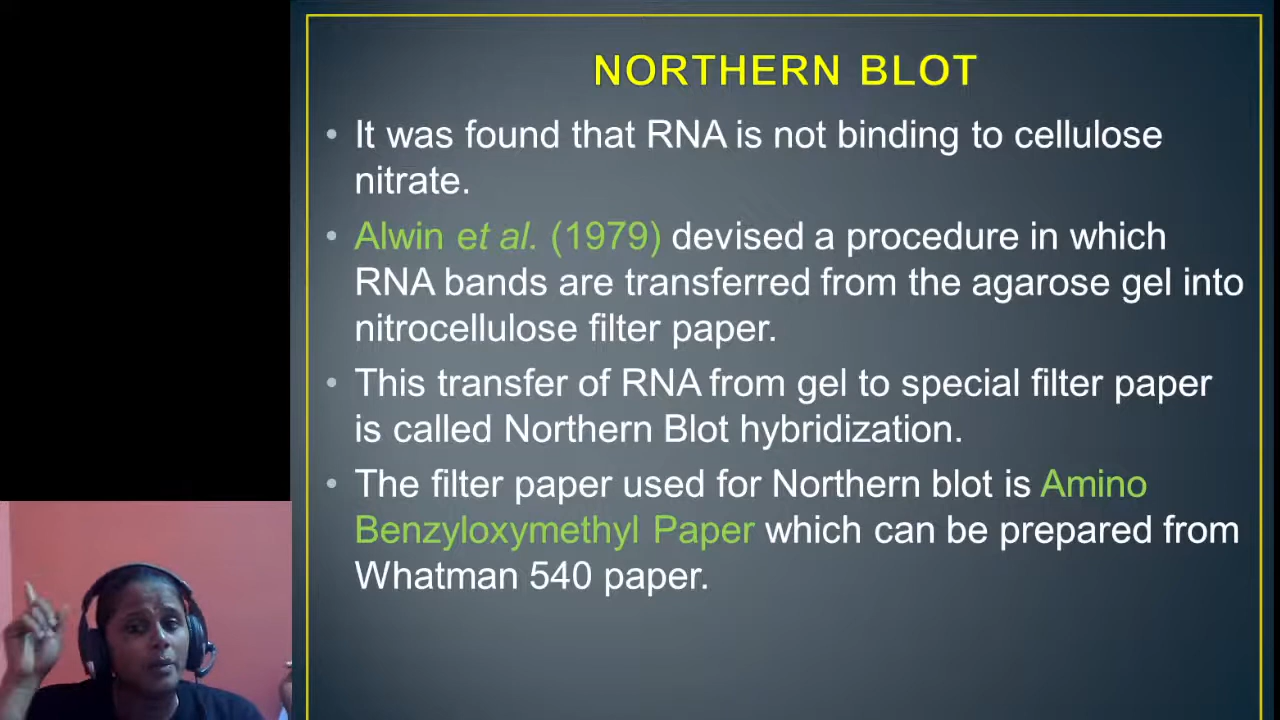 NORTHERN BLOT
• It was found that RNA is not binding to cellulose
nitrate.
• Alwin et al. (1979) devised a procedure in which
RNA bands are transferred from the agarose gel into
nitrocellulose filter paper.
• This transfer of RNA from gel to special filter paper
is called Northern Blot hybridization.
• The filter paper used for Northern blot is Amino
Benzyloxymethyl Paper which can be prepared from
Whatman 540 paper.